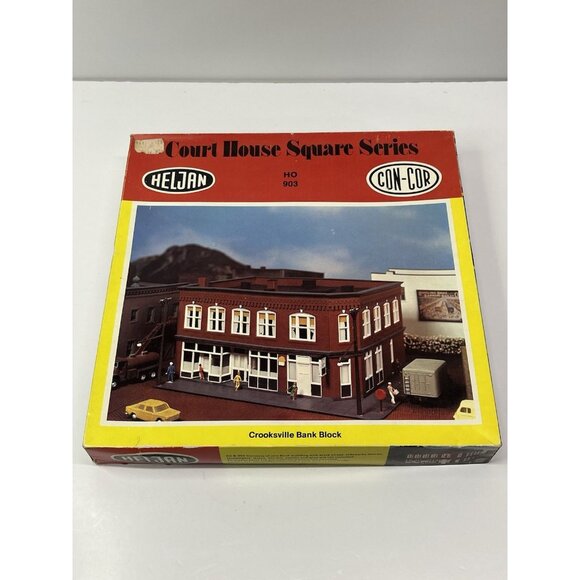 Court House Square Series
HELJAN
HO
903
CON-COR
Crooksville Bank Block
HELJAN